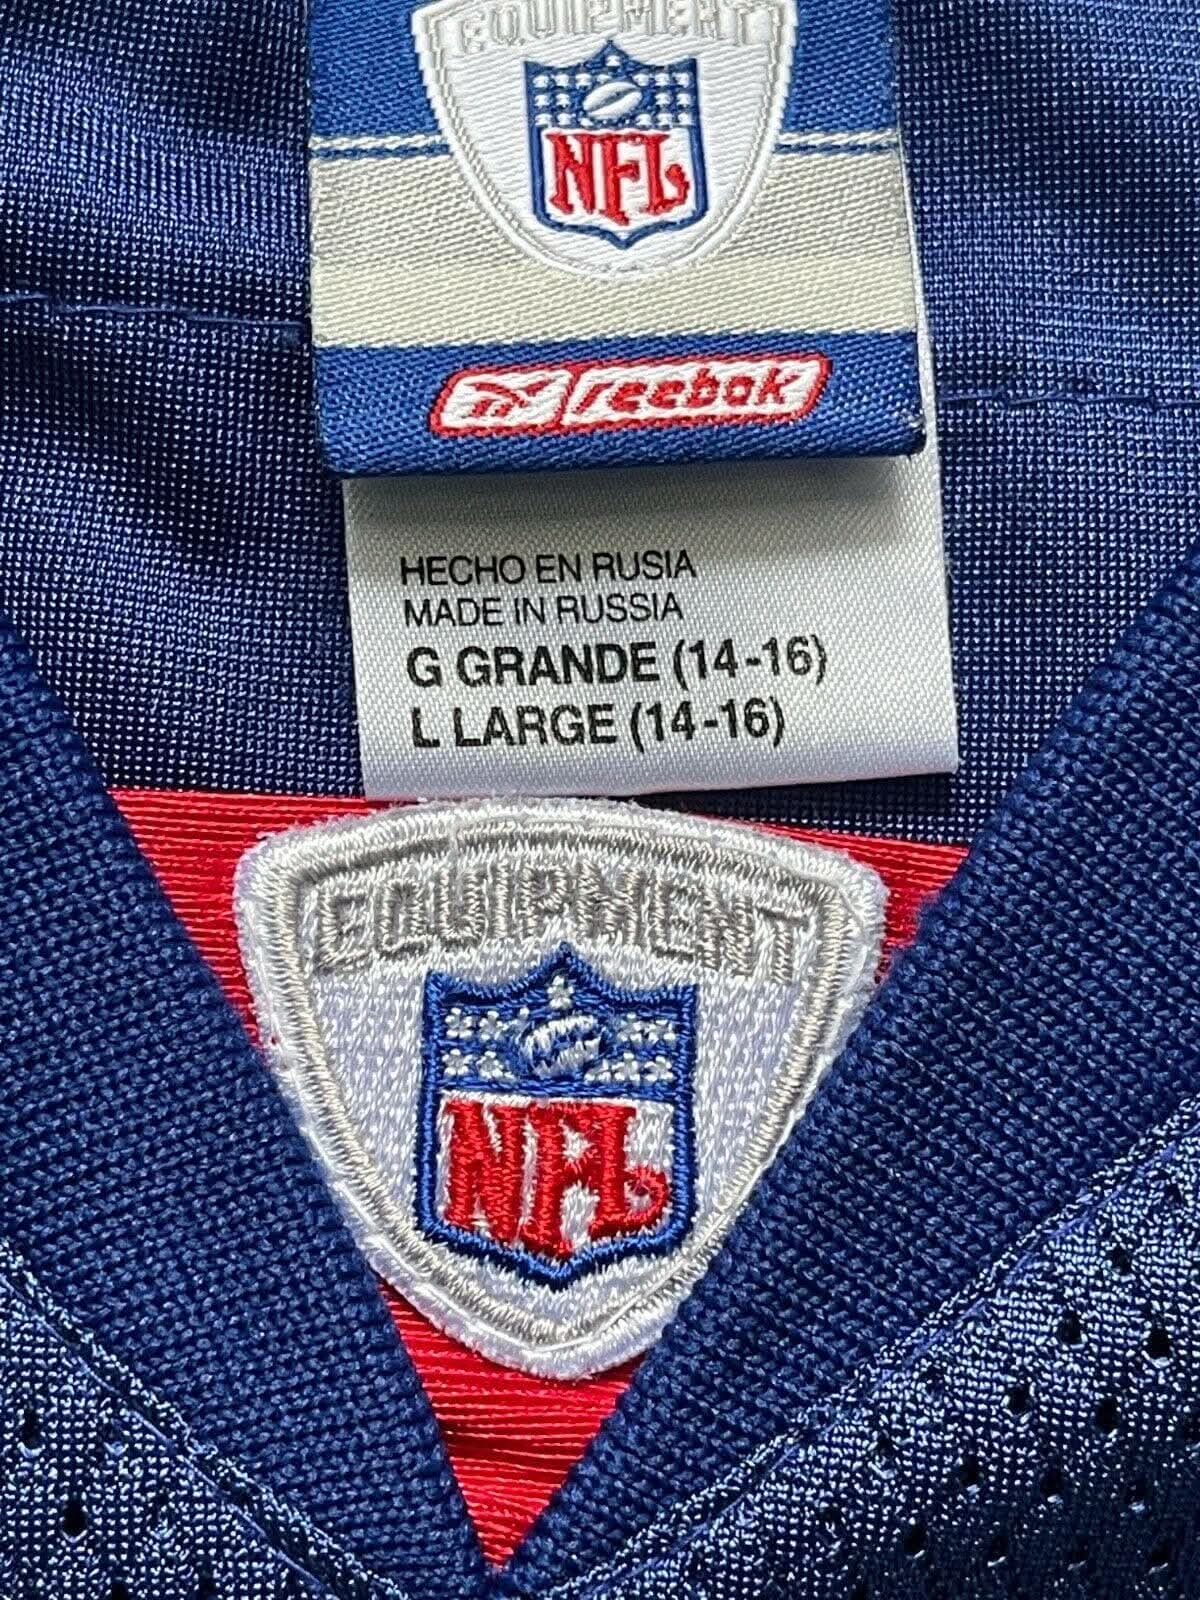 EQUIPMENT
NFL
Reebok
HECHO EN RUSIA
MADE IN RUSSIA
G GRANDE (14-16)
L LARGE (14-16)
EQUIPMENT
NFL